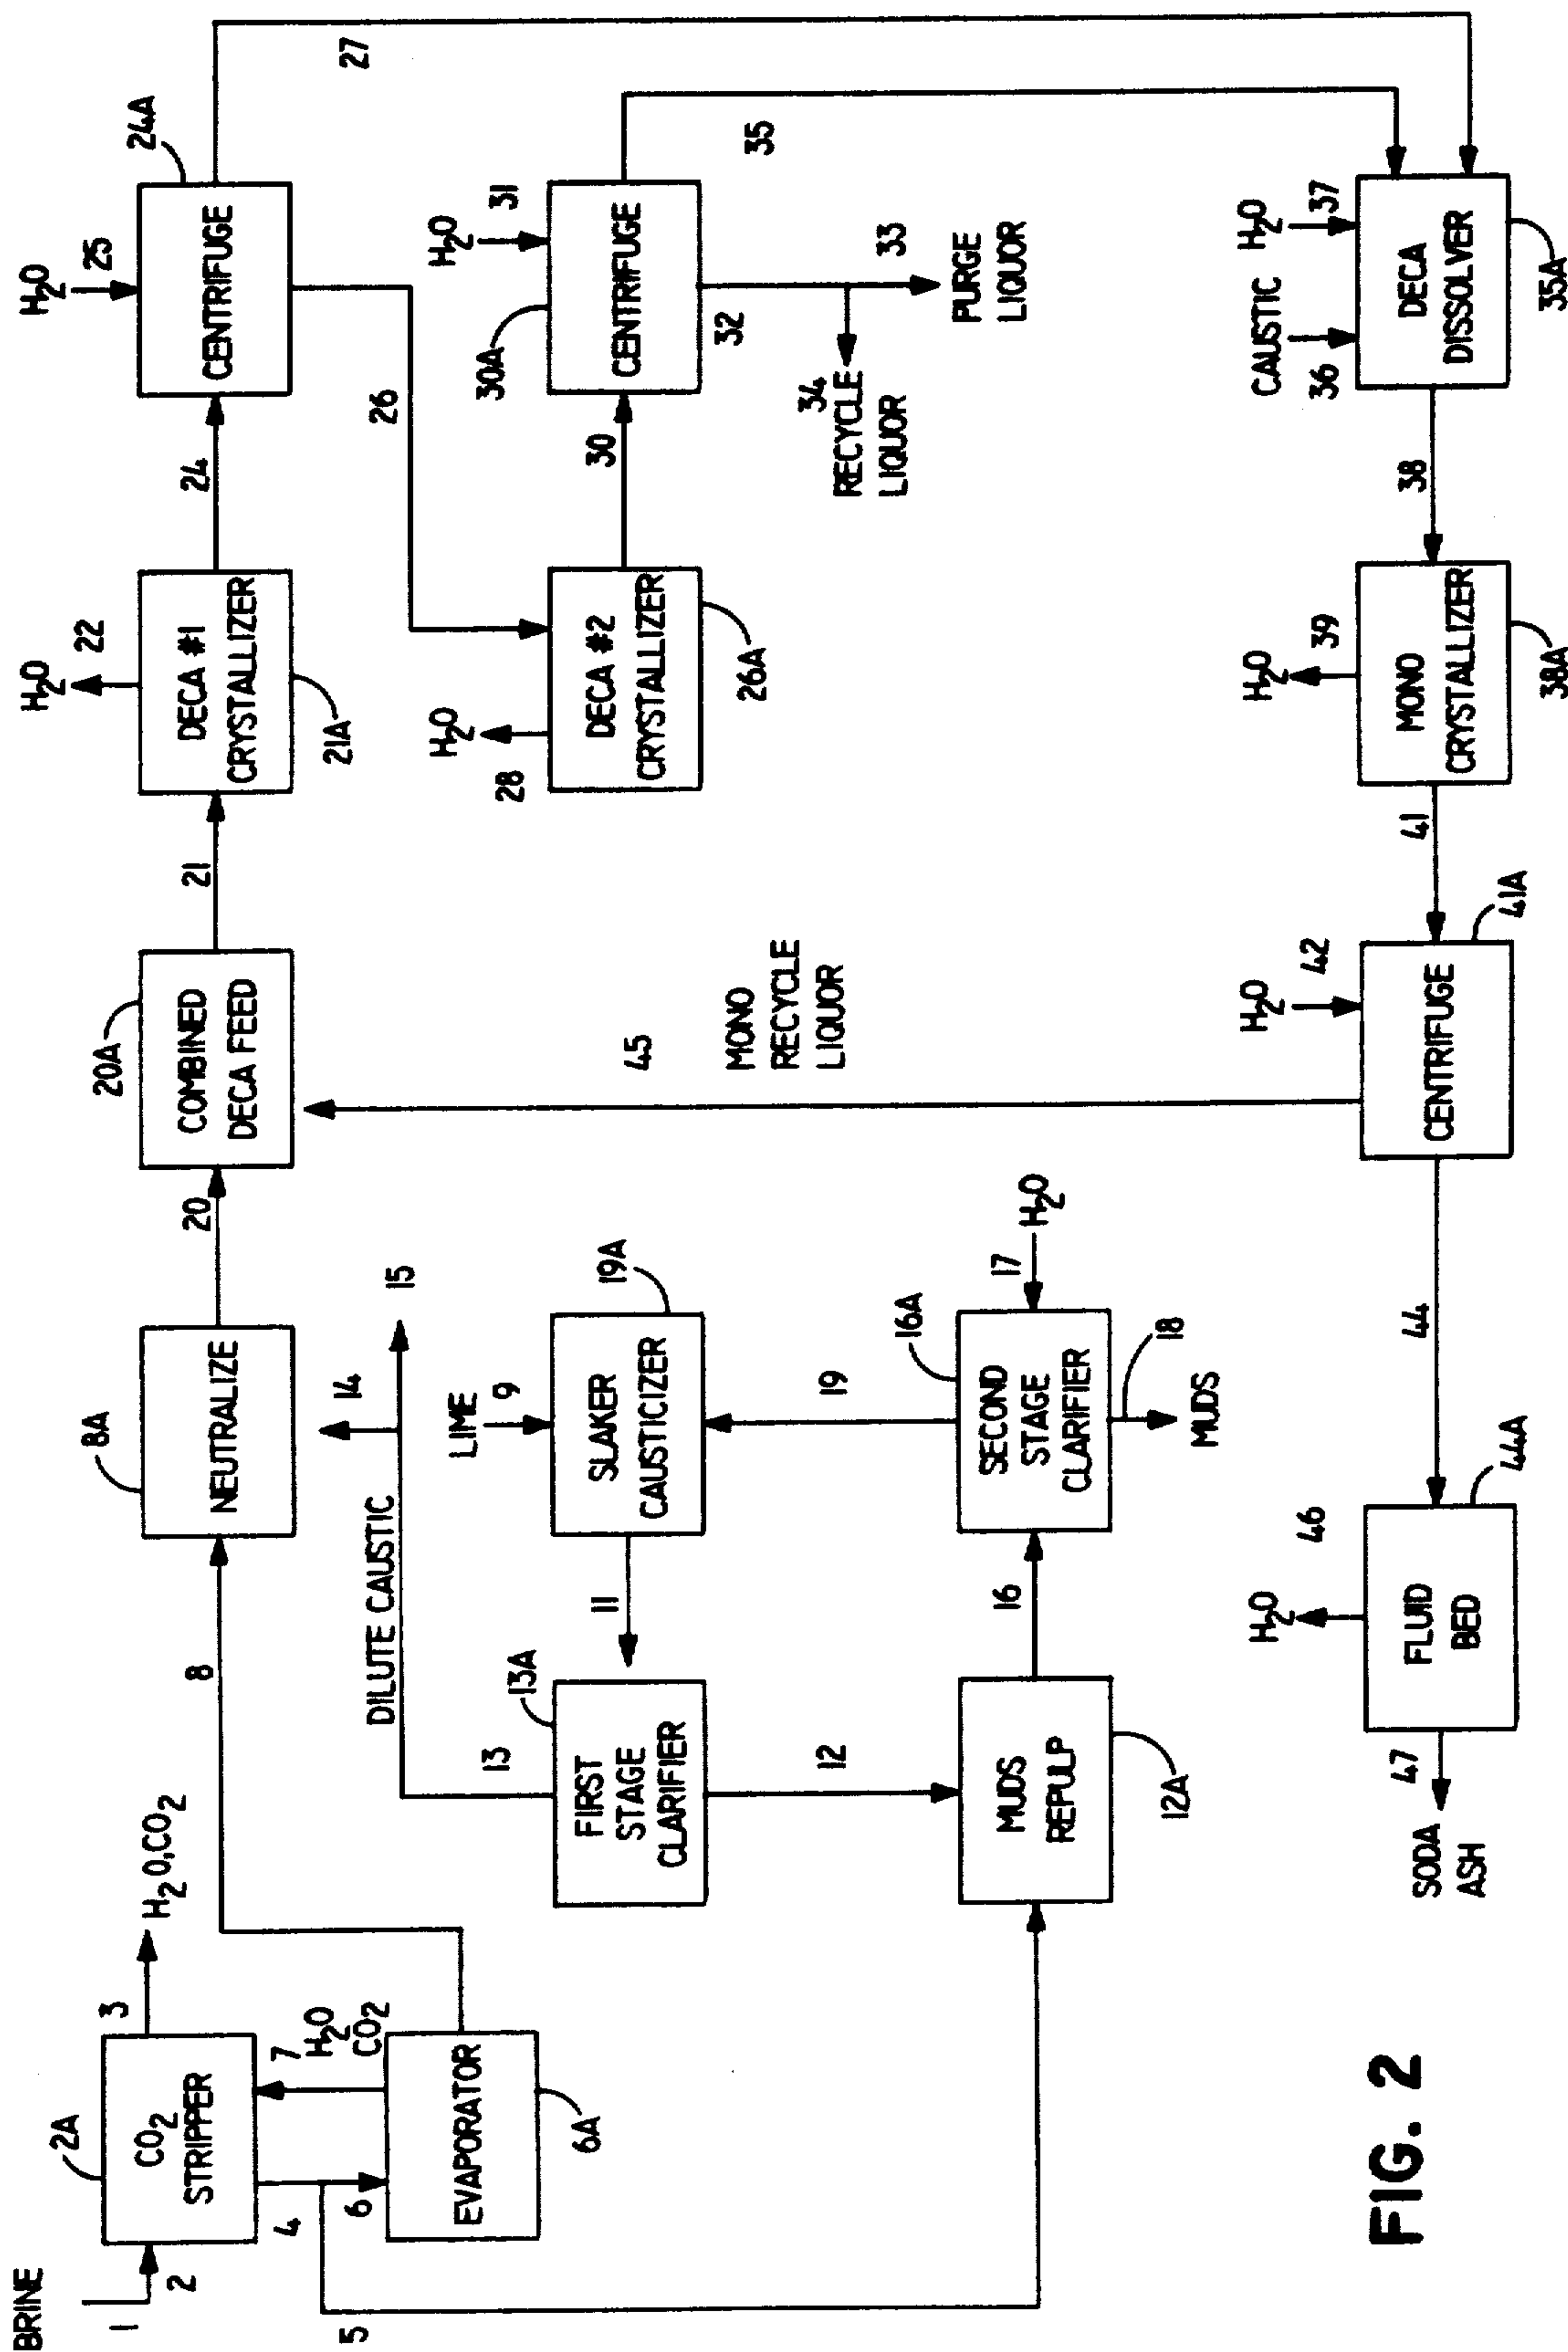 BRINE
1
2
2A
CO2
STRIPPER
3
H2O,CO2
4
5
6
7
H2O
CO2
EVAPORATOR
6A
8
8A
NEUTRALIZE
20
20A
COMBINED
DECA FEED
21
H2O
22
DECA #1
CRYSTALLIZER
21A
24
H2O
25
24A
CENTRIFUGE
27
26
H2O
28
DECA #2
CRYSTALLIZER
26A
30
30A
H2O
31
CENTRIFUGE
35
32
33
34
RECYCLE
LIQUOR
PURGE
LIQUOR
DILUTE CAUSTIC
13
14
15
13A
FIRST
STAGE
CLARIFIER
11
LIME
9
SLAKER
CAUSTICIZER
19A
12
19
MUDS
REPULP
12A
16
16A
SECOND
STAGE
CLARIFIER
17
H2O
18
MUDS
45
MONO
RECYCLE
LIQUOR
CAUSTIC
36
H2O
37
DECA
DISSOLVER
35A
38
H2O
39
MONO
CRYSTALLIZER
38A
41
H2O
42
CENTRIFUGE
41A
44
H2O
46
FLUID
BED
44A
47
SODA
ASH
FIG. 2